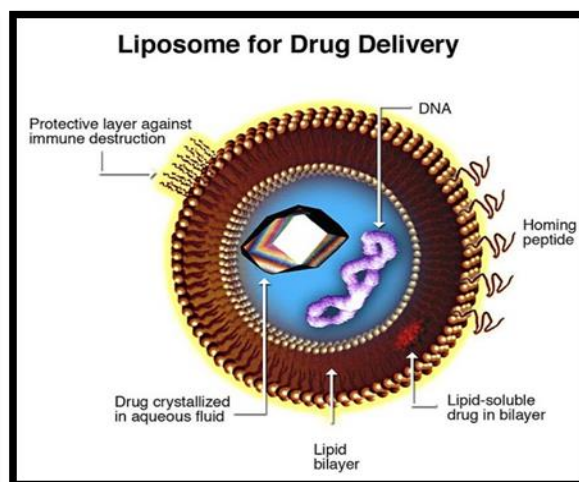 Liposome for Drug Delivery
DNA
Protective layer against
immune destruction
Homing
peptide
Drug crystallized
in aqueous fluid
Lipid-soluble
drug in bilayer
Lipid
bilayer